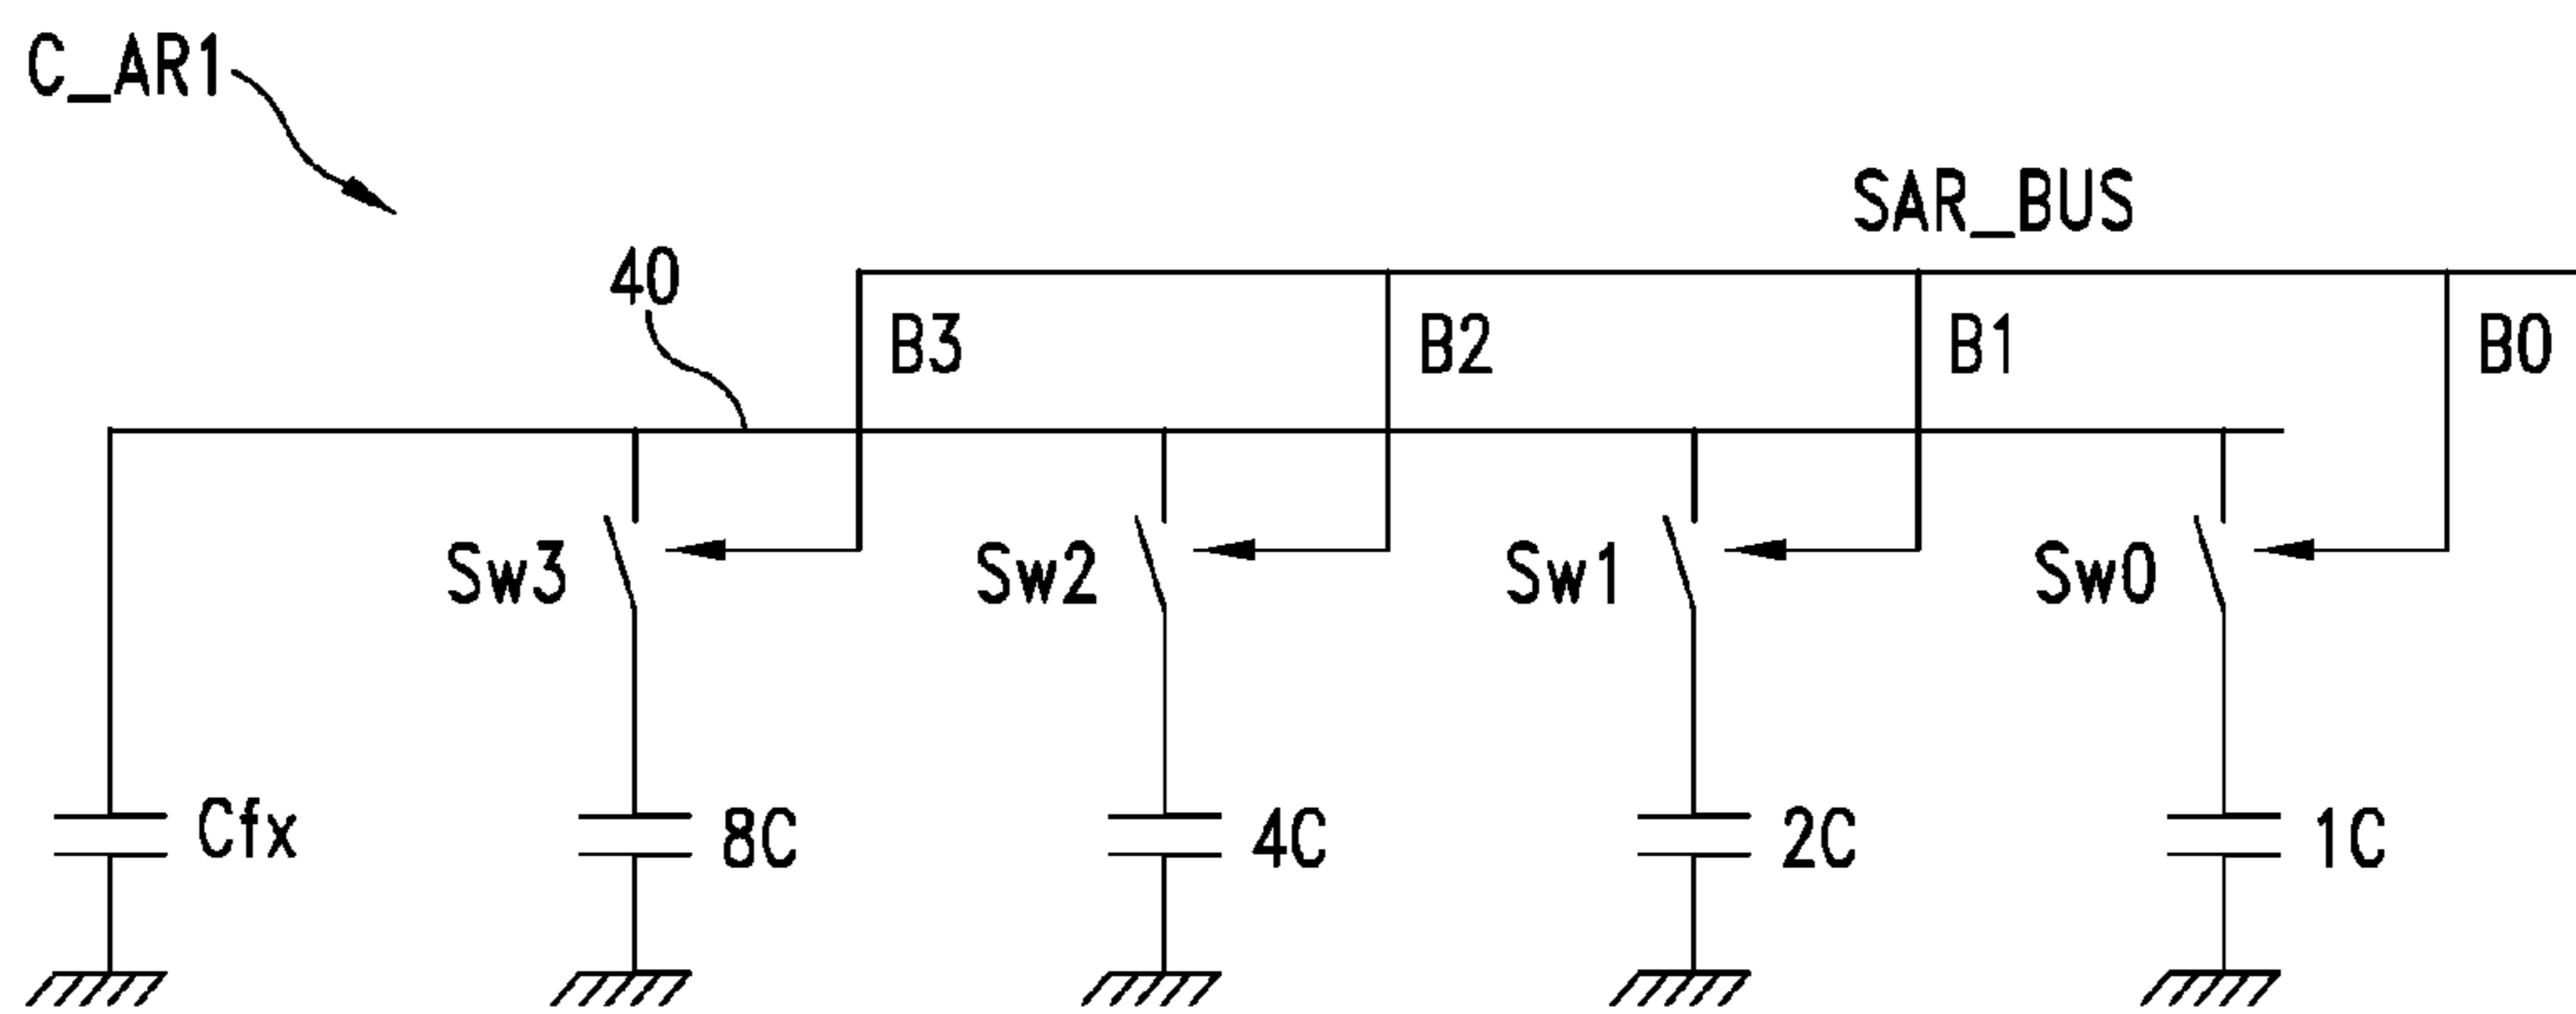 C_AR1
SAR_BUS
40
B3 B2 B1 B0
Sw3 Sw2 Sw1 Sw0
Cfx 8C 4C 2C 1C